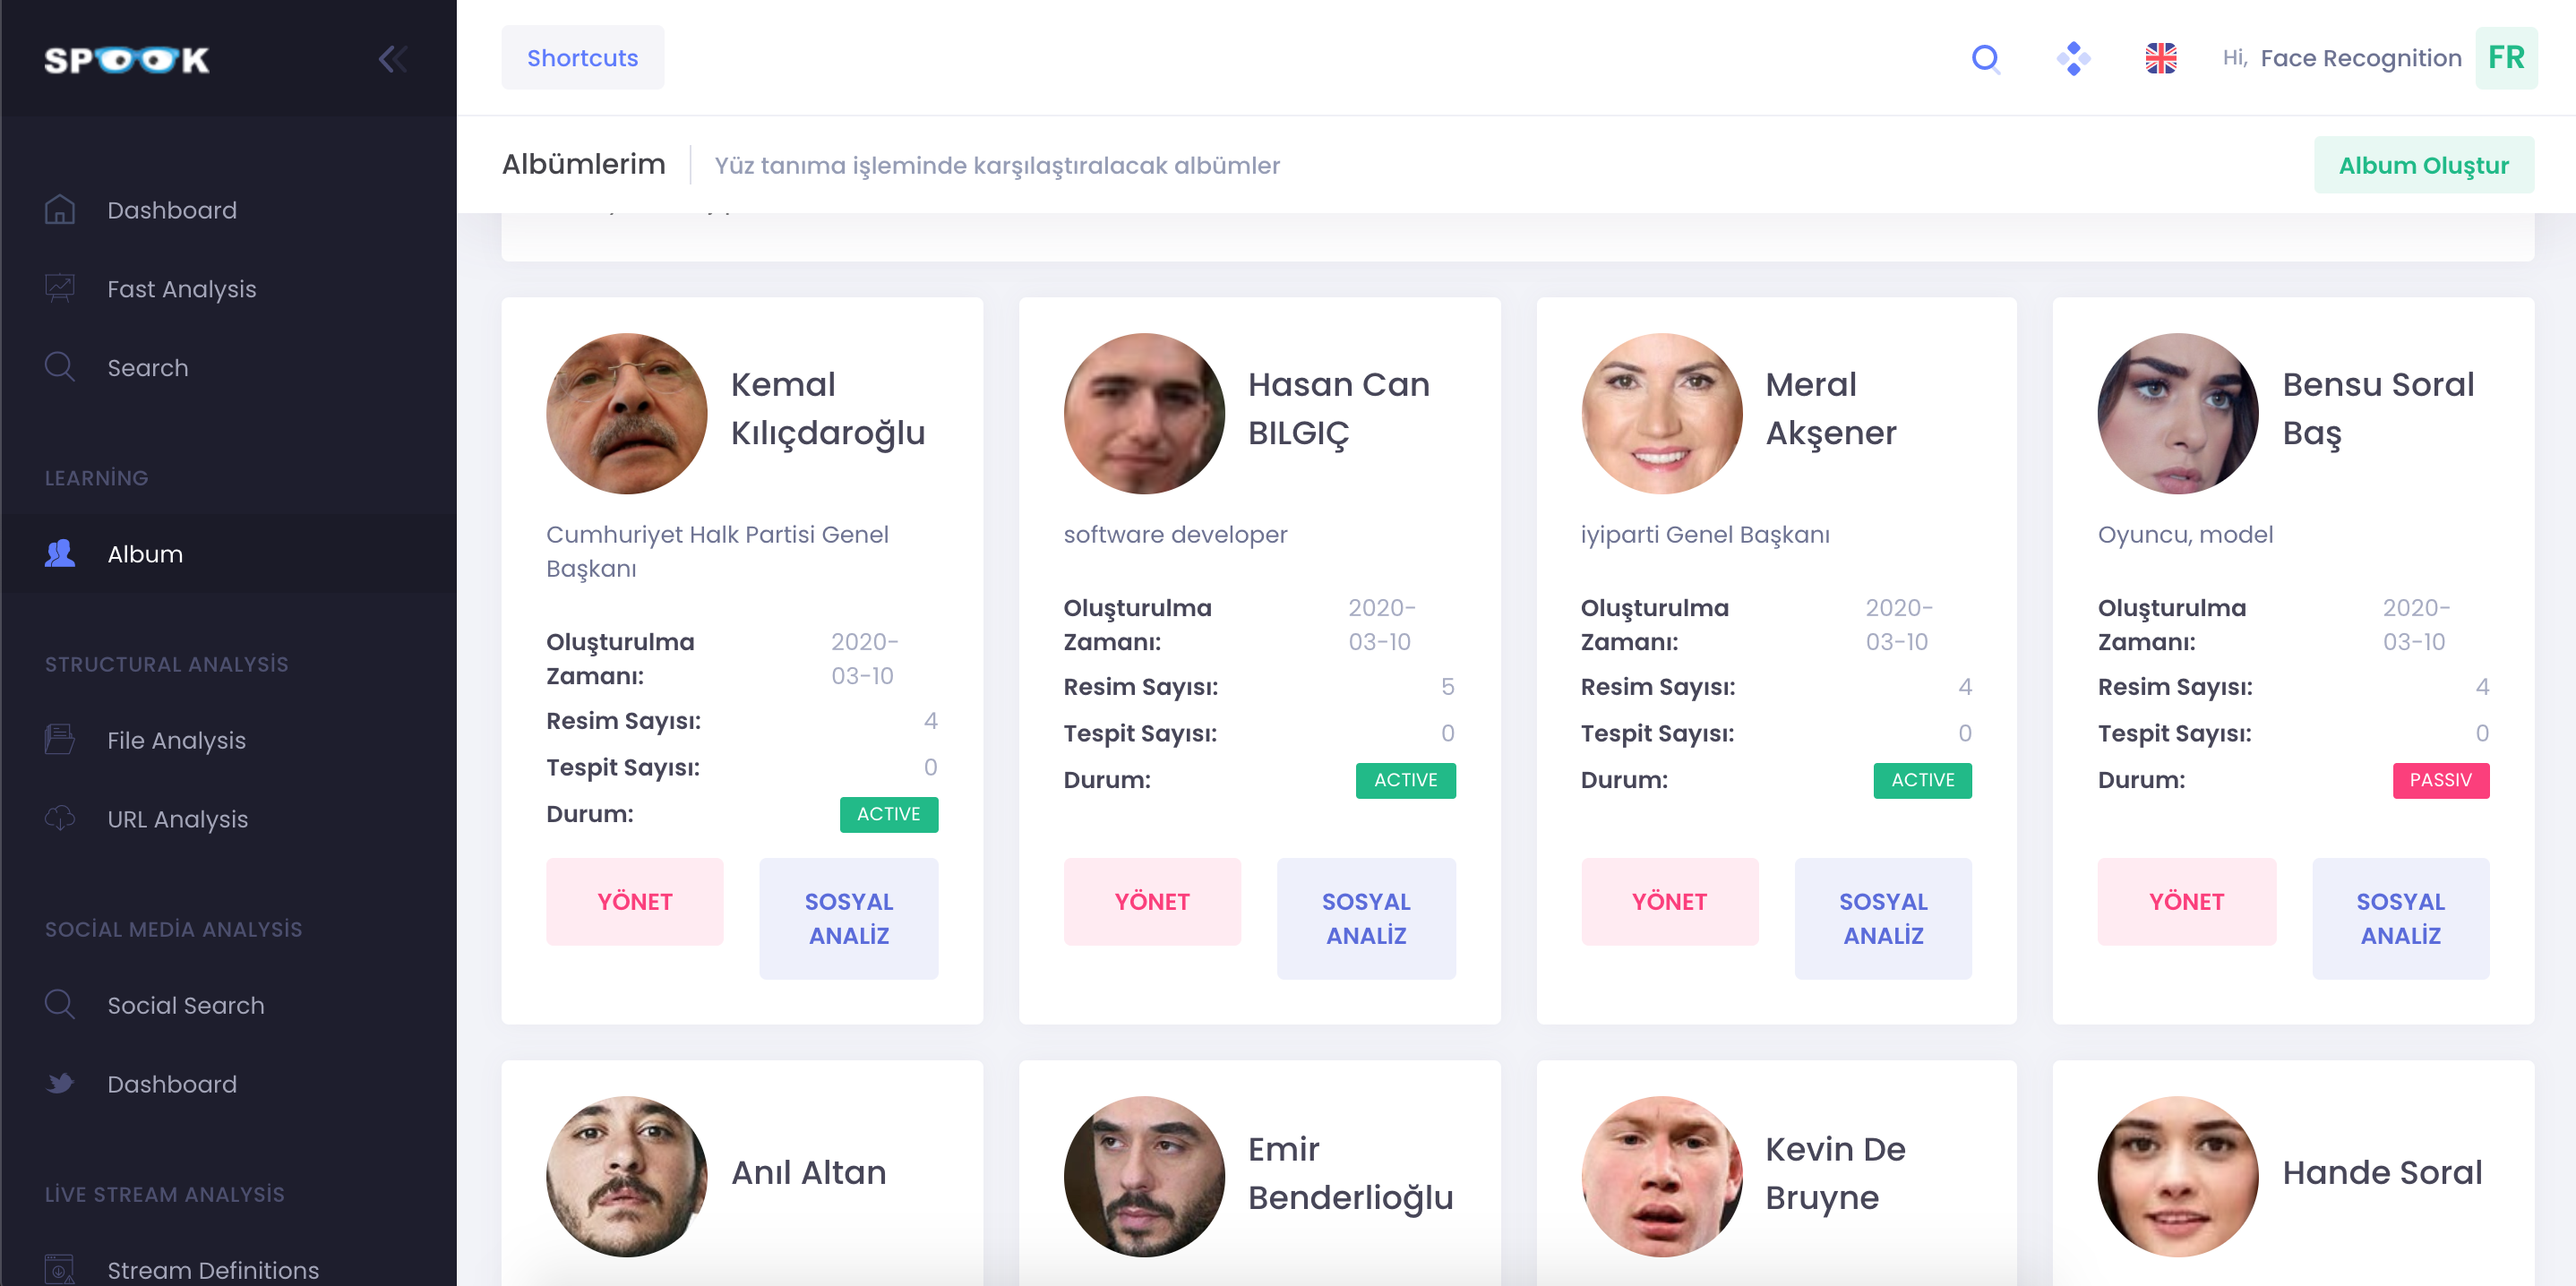 SPOOK
Shortcuts
Hi, Face Recognition FR
Albümlerim
Yüz tanıma işleminde karşılaştıralacak albümler
Album Oluştur
Dashboard
Fast Analysis
Search
LEARNİNG
Album
STRUCTURAL ANALYSİS
File Analysis
URL Analysis
SOCİAL MEDİA ANALYSİS
Social Search
Dashboard
LİVE STREAM ANALYSİS
Stream Definitions
Kemal
Kılıçdaroğlu
Cumhuriyet Halk Partisi Genel
Başkanı
Oluşturulma
Zamanı:
2020-
03-10
Resim Sayısı: 4
Tespit Sayısı: 0
Durum: ACTIVE
YÖNET
SOSYAL
ANALİZ
Hasan Can
BILGIÇ
software developer
Oluşturulma
Zamanı:
2020-
03-10
Resim Sayısı: 5
Tespit Sayısı: 0
Durum: ACTIVE
YÖNET
SOSYAL
ANALİZ
Meral
Akşener
iyiparti Genel Başkanı
Oluşturulma
Zamanı:
2020-
03-10
Resim Sayısı: 4
Tespit Sayısı: 0
Durum: ACTIVE
YÖNET
SOSYAL
ANALİZ
Bensu Soral
Baş
Oyuncu, model
Oluşturulma
Zamanı:
2020-
03-10
Resim Sayısı: 4
Tespit Sayısı: 0
Durum: PASSIV
YÖNET
SOSYAL
ANALİZ
Anıl Altan
Emir
Benderlioğlu
Kevin De
Bruyne
Hande Soral